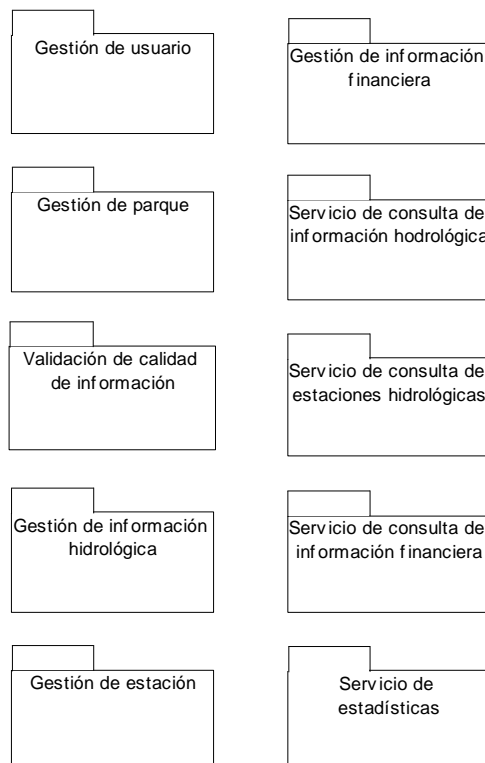 Gestión de usuario
Gestión de información
financiera
Gestión de parque
Servicio de consulta de
información hodrológica
Validación de calidad
de información
Servicio de consulta de
estaciones hidrológicas
Gestión de información
hidrológica
Servicio de consulta de
información financiera
Gestión de estación
Servicio de
estadísticas